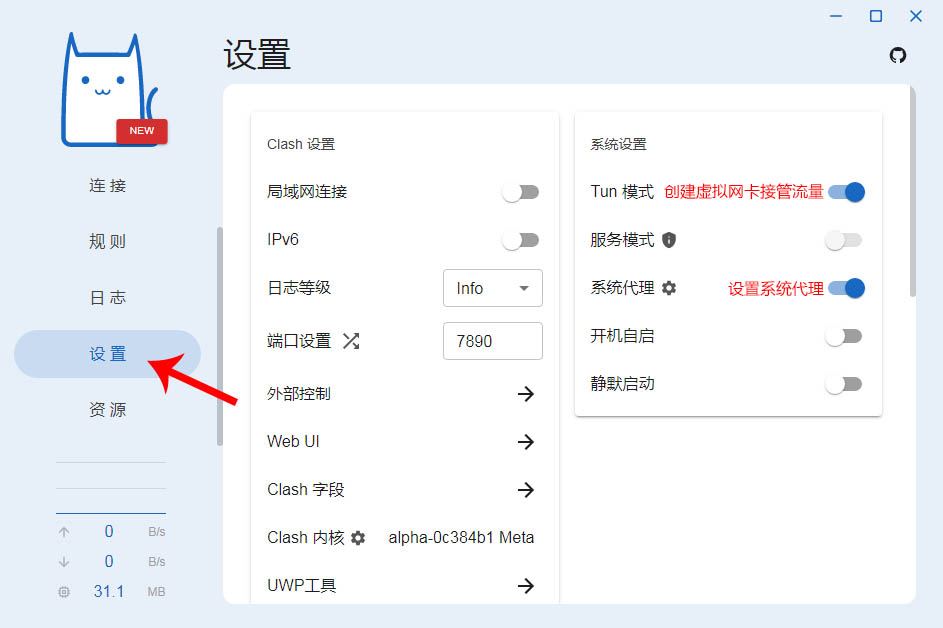 设置
NEW
连接
规则
日志
设置
资源
0 B/s
0 B/s
31.1 MB
Clash 设置
局域网连接
IPv6
日志等级 Info
端口设置 7890
外部控制
Web UI
Clash 字段
Clash 内核 alpha-0c384b1 Meta
UWP工具
系统设置
Tun 模式 创建虚拟网卡接管流量
服务模式
系统代理 设置系统代理
开机自启
静默启动